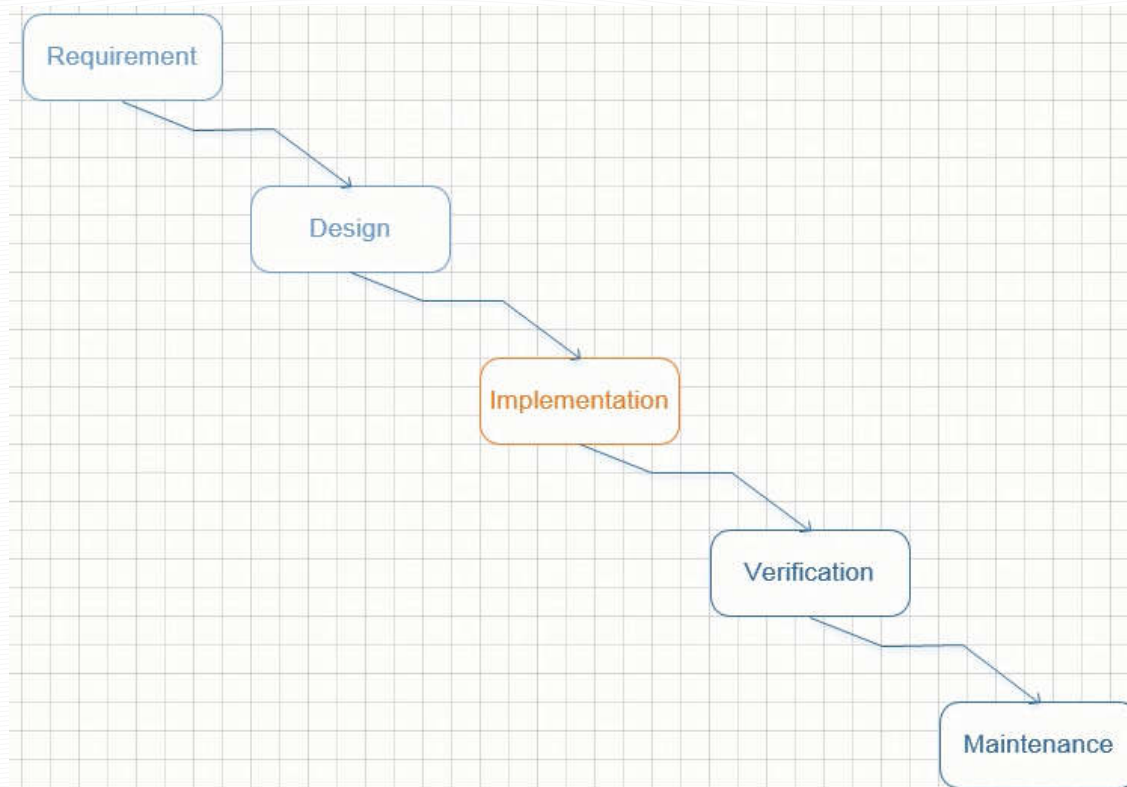 Requirement
Design
Implementation
Verification
Maintenance